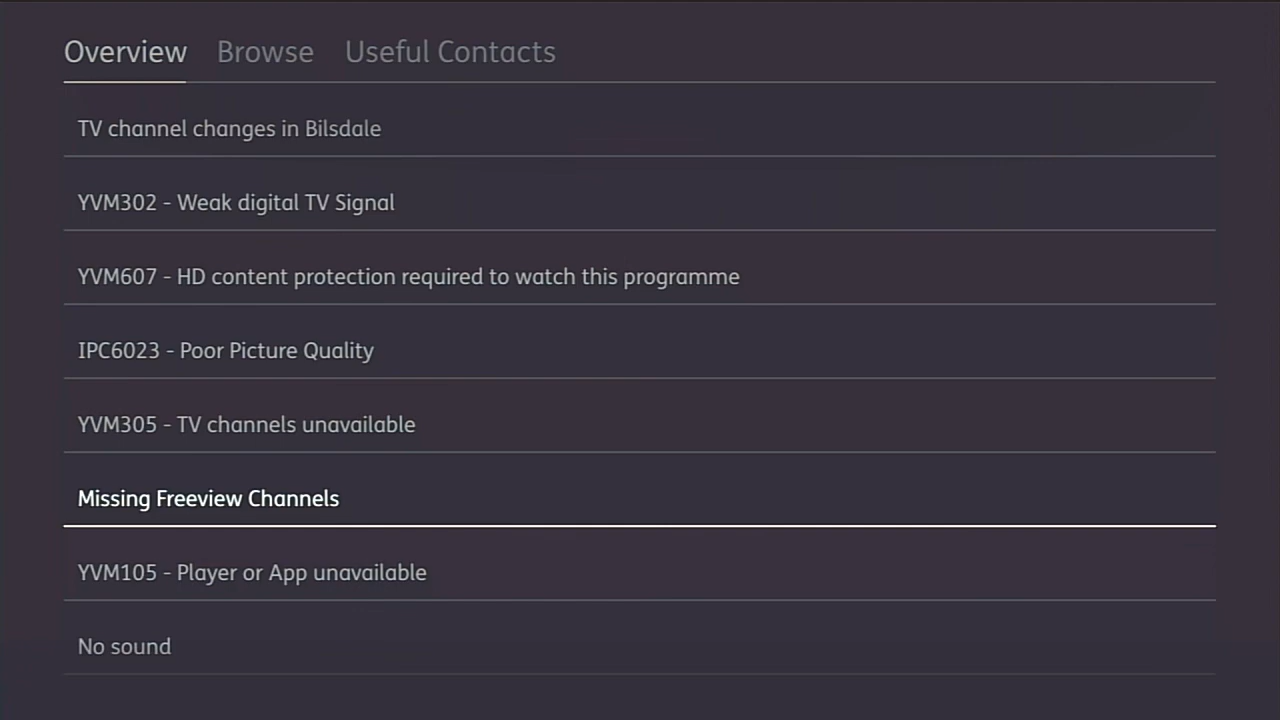 Overview Browse Useful Contacts
TV channel changes in Bilsdale
YVM302 - Weak digital TV Signal
YVM607 - HD content protection required to watch this programme
IPC6023 - Poor Picture Quality
YVM305 - TV channels unavailable
Missing Freeview Channels
YVM105 - Player or App unavailable
No sound